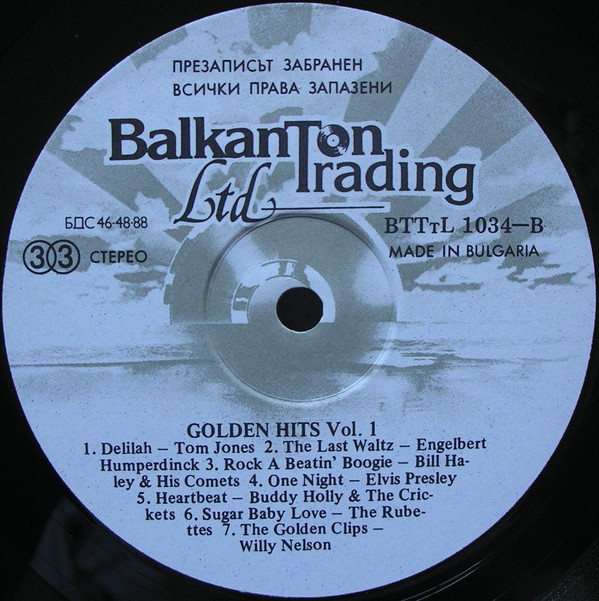 ПРЕЗАПИСЪТ ЗАБРАНЕН
ВСИЧКИ ПРАВА ЗАПАЗЕНИ
BalkanTon
Trading
Ltd
БДС 46-48-88
BTTтL 1034—B
33 СТЕРЕО
MADE IN BULGARIA
GOLDEN HITS Vol. 1
1. Delilah — Tom Jones 2. The Last Waltz — Engelbert
Humperdinck 3. Rock A Beatin' Boogie — Bill Ha-
ley & His Comets 4. One Night — Elvis Presley
5. Heartbeat — Buddy Holly & The Cric-
kets 6. Sugar Baby Love — The Rube-
ttes 7. The Golden Clips —
Willy Nelson